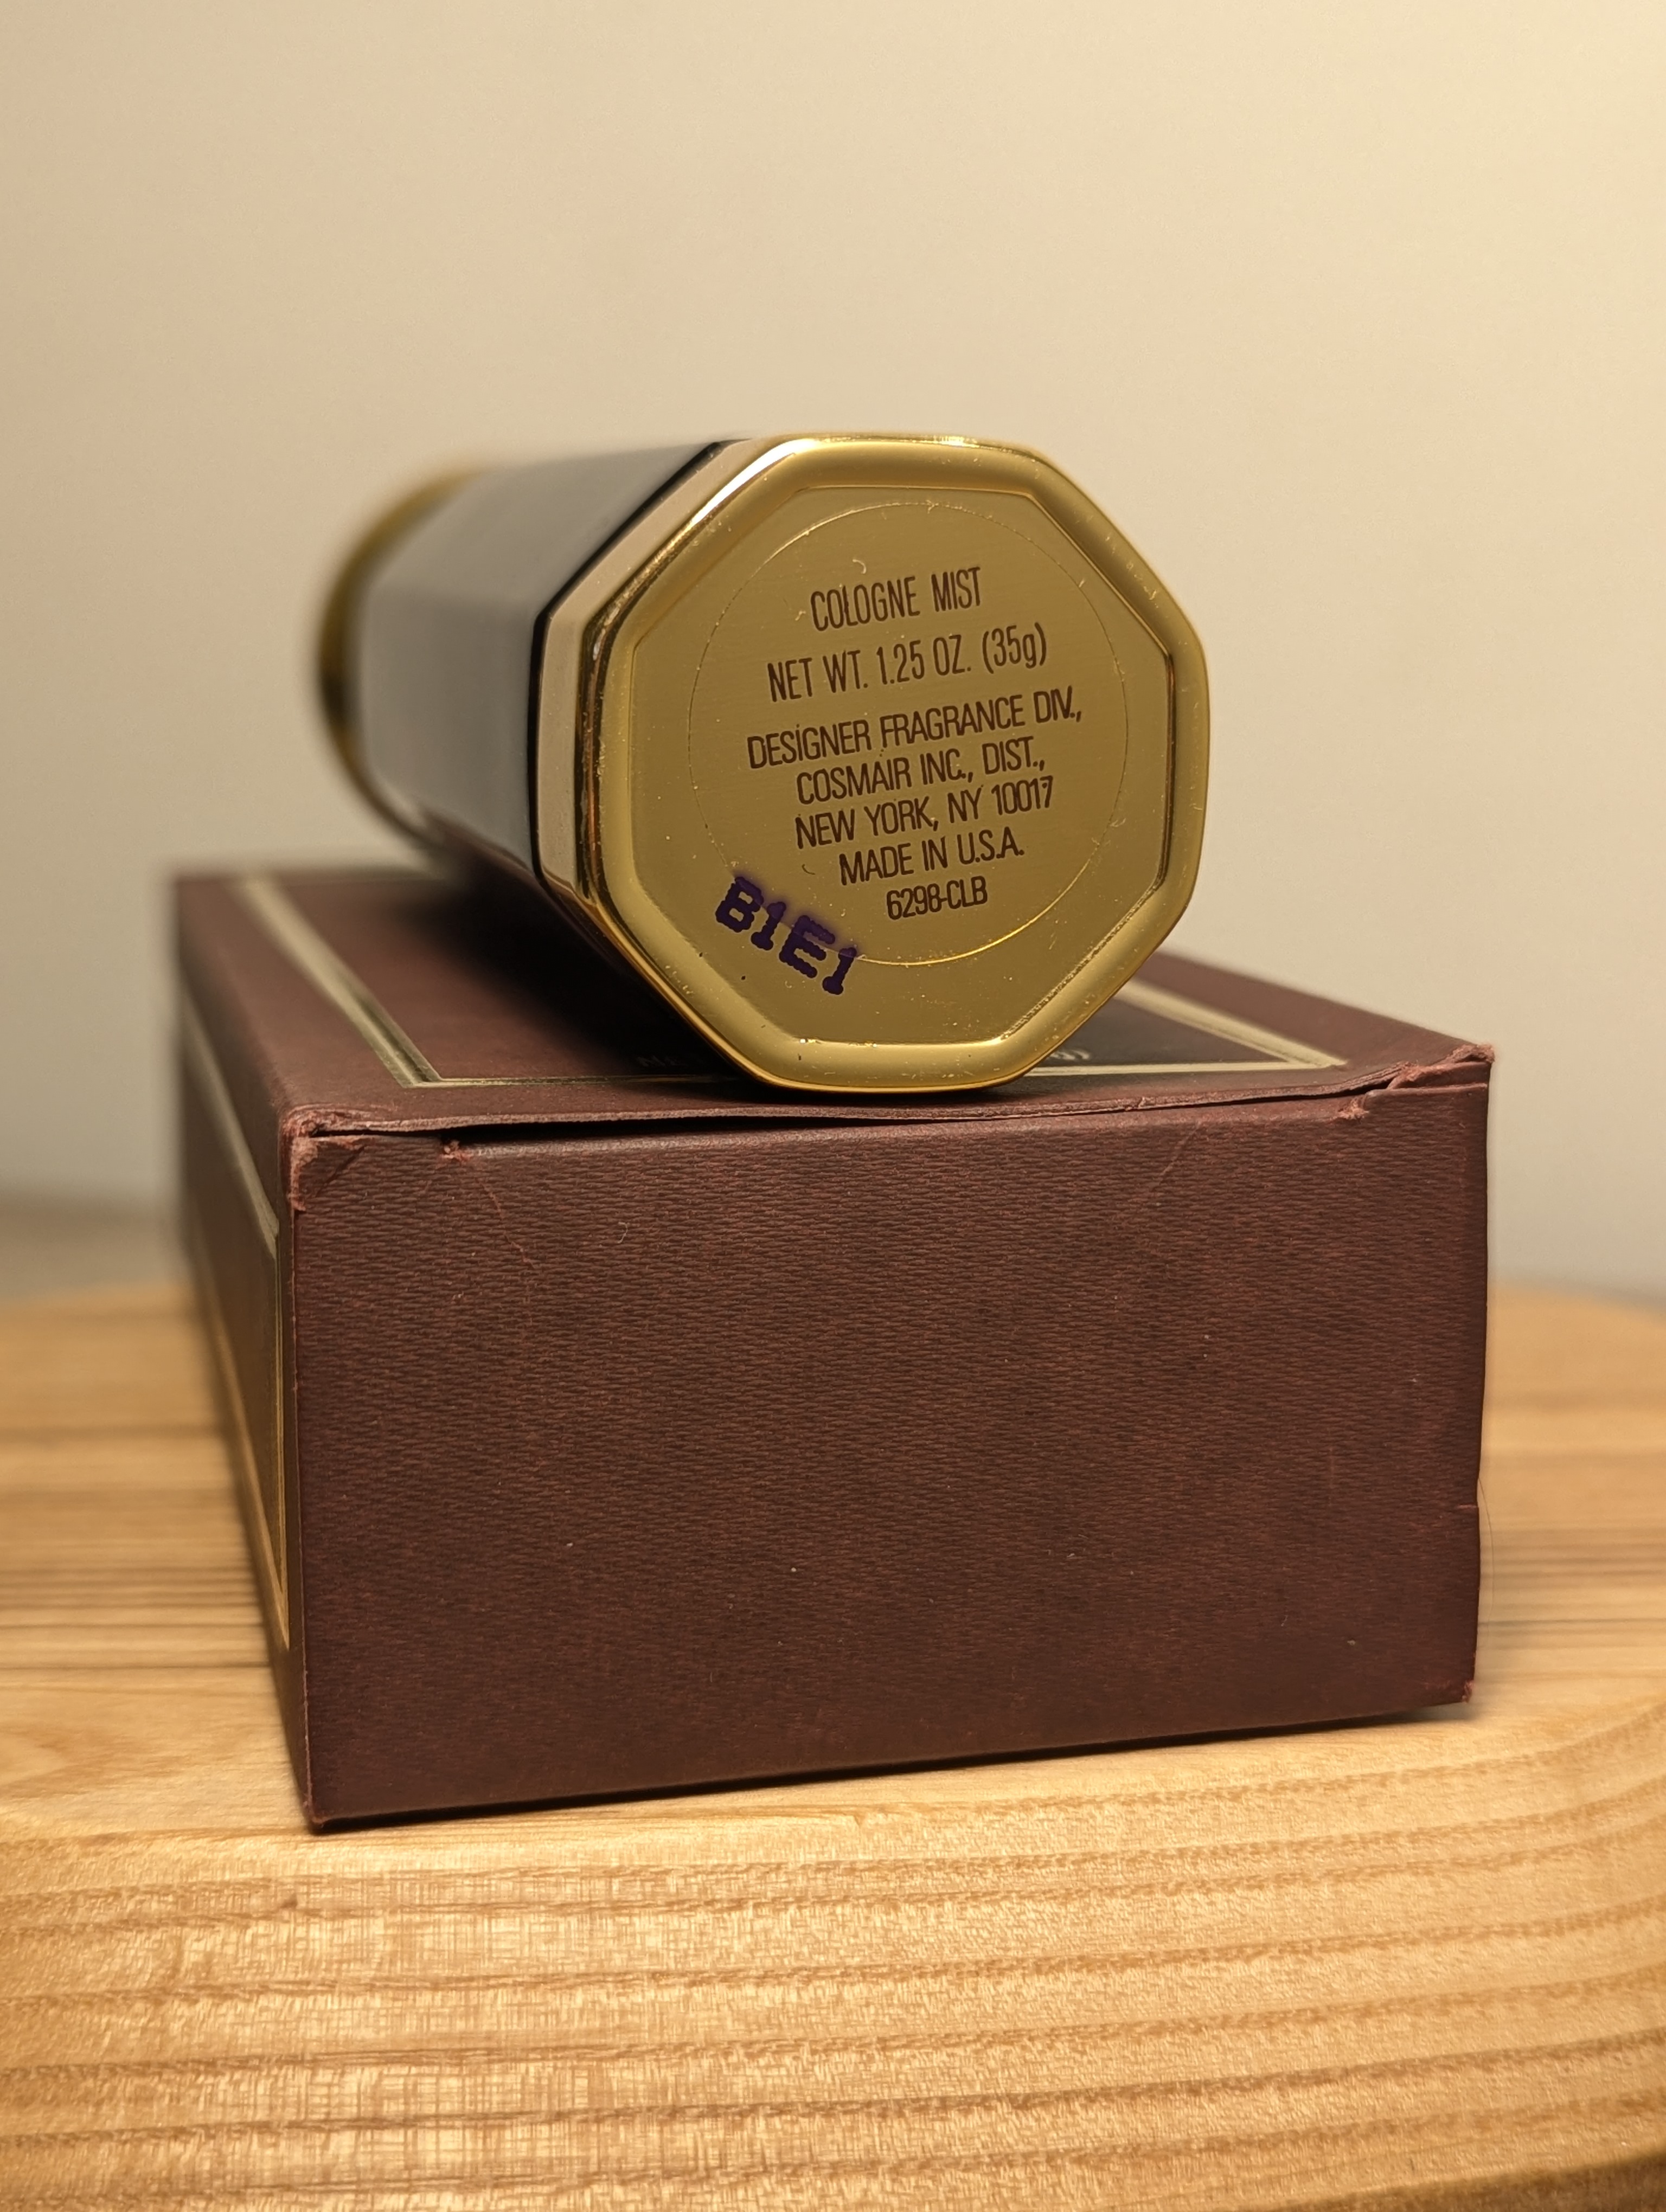 COLOGNE MIST
NET WT. 1.25 OZ. (35g)
DESIGNER FRAGRANCE DIV.,
COSMAIR INC., DIST.,
NEW YORK, NY 10017
MADE IN U.S.A.
6298-CLB
B1E1